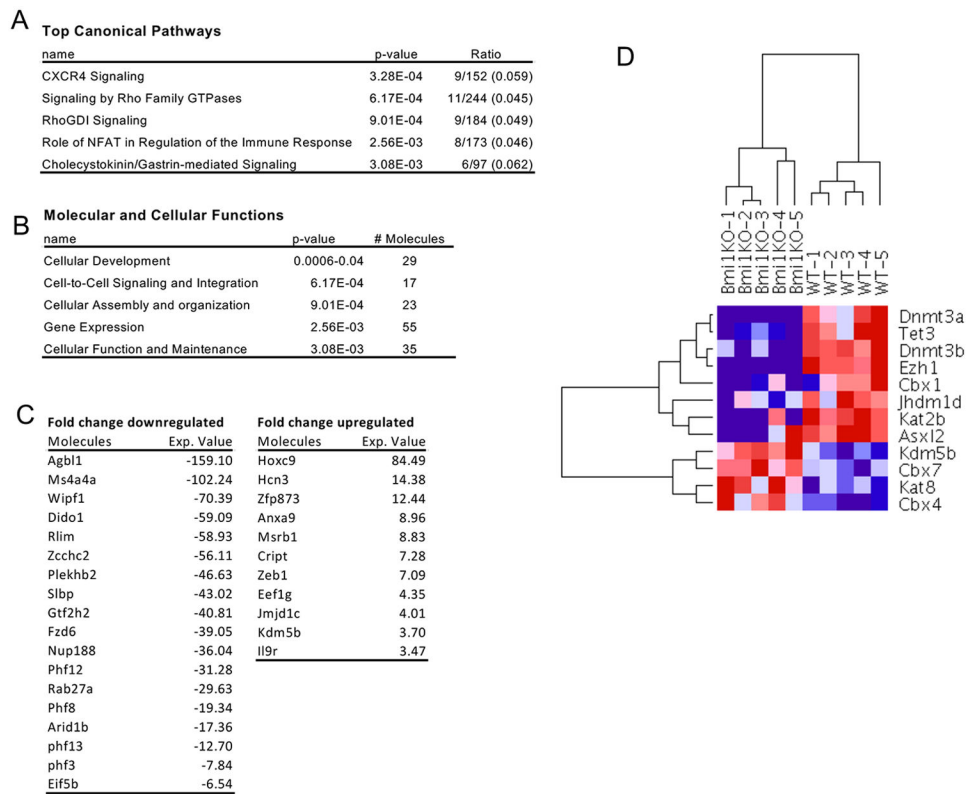 A
Top Canonical Pathways
name p-value Ratio
CXCR4 Signaling 3.28E-04 9/152 (0.059)
Signaling by Rho Family GTPases 6.17E-04 11/244 (0.045)
RhoGDI Signaling 9.01E-04 9/184 (0.049)
Role of NFAT in Regulation of the Immune Response 2.56E-03 8/173 (0.046)
Cholecystokinin/Gastrin-mediated Signaling 3.08E-03 6/97 (0.062)
B
Molecular and Cellular Functions
name p-value # Molecules
Cellular Development 0.0006-0.04 29
Cell-to-Cell Signaling and Integration 6.17E-04 17
Cellular Assembly and organization 9.01E-04 23
Gene Expression 2.56E-03 55
Cellular Function and Maintenance 3.08E-03 35
C
Fold change downregulated
Molecules Exp. Value
Agbl1 -159.10
Ms4a4a -102.24
Wipf1 -70.39
Dido1 -59.09
Rlim -58.93
Zcchc2 -56.11
Plekhb2 -46.63
Slbp -43.02
Gtf2h2 -40.81
Fzd6 -39.05
Nup188 -36.04
Phf12 -31.28
Rab27a -29.63
Phf8 -19.34
Arid1b -17.36
phf13 -12.70
phf3 -7.84
Eif5b -6.54
Fold change upregulated
Molecules Exp. Value
Hoxc9 84.49
Hcn3 14.38
Zfp873 12.44
Anxa9 8.96
Msrb1 8.83
Cript 7.28
Zeb1 7.09
Eef1g 4.35
Jmjd1c 4.01
Kdm5b 3.70
Il9r 3.47
D
Bmi1KO-1
Bmi1KO-2
Bmi1KO-3
Bmi1KO-4
Bmi1KO-5
WT-1
WT-2
WT-3
WT-4
WT-5
Dnmt3a
Tet3
Dnmt3b
Ezh1
Cbx1
Jhdm1d
Kat2b
Asxl2
Kdm5b
Cbx7
Kat8
Cbx4